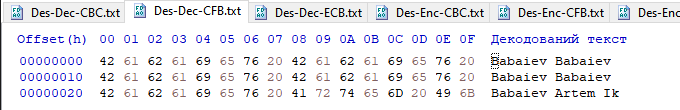 Des-Dec-CBC.txt Des-Dec-CFB.txt Des-Dec-ECB.txt Des-Enc-CBC.txt Des-Enc-CFB.txt Des-Enc
Offset(h) 00 01 02 03 04 05 06 07 08 09 0A 0B 0C 0D 0E 0F Декодований текст
00000000 42 61 62 61 69 65 76 20 42 61 62 61 69 65 76 20 Babaiev Babaiev
00000010 42 61 62 61 69 65 76 20 42 61 62 61 69 65 76 20 Babaiev Babaiev
00000020 42 61 62 61 69 65 76 20 41 72 74 65 6D 20 49 6B Babaiev Artem Ik